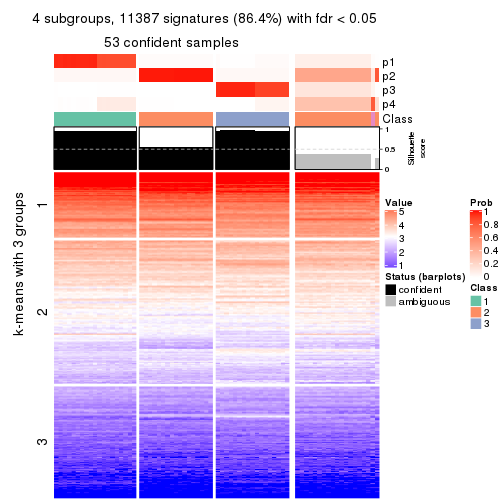 4 subgroups, 11387 signatures (86.4%) with fdr < 0.05
53 confident samples
p1
p2
p3
p4
Class
1
0.5
0
Silhouette
score
k-means with 3 groups
1
2
3
Value
5
4
3
2
1
Status (barplots)
confident
ambiguous
Prob
1
0.8
0.6
0.4
0.2
0
Class
1
2
3